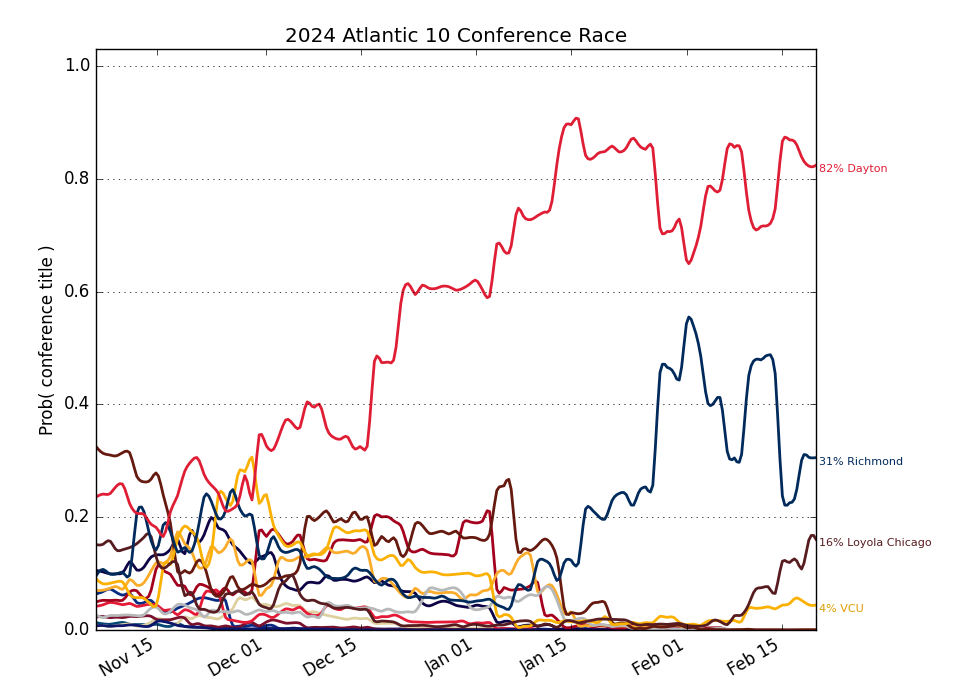 2024 Atlantic 10 Conference Race
Prob( conference title )
1.0
0.8
0.6
0.4
0.2
0.0
82% Dayton
31% Richmond
16% Loyola Chicago
4% VCU
Nov 15
Dec 01
Dec 15
Jan 01
Jan 15
Feb 01
Feb 15